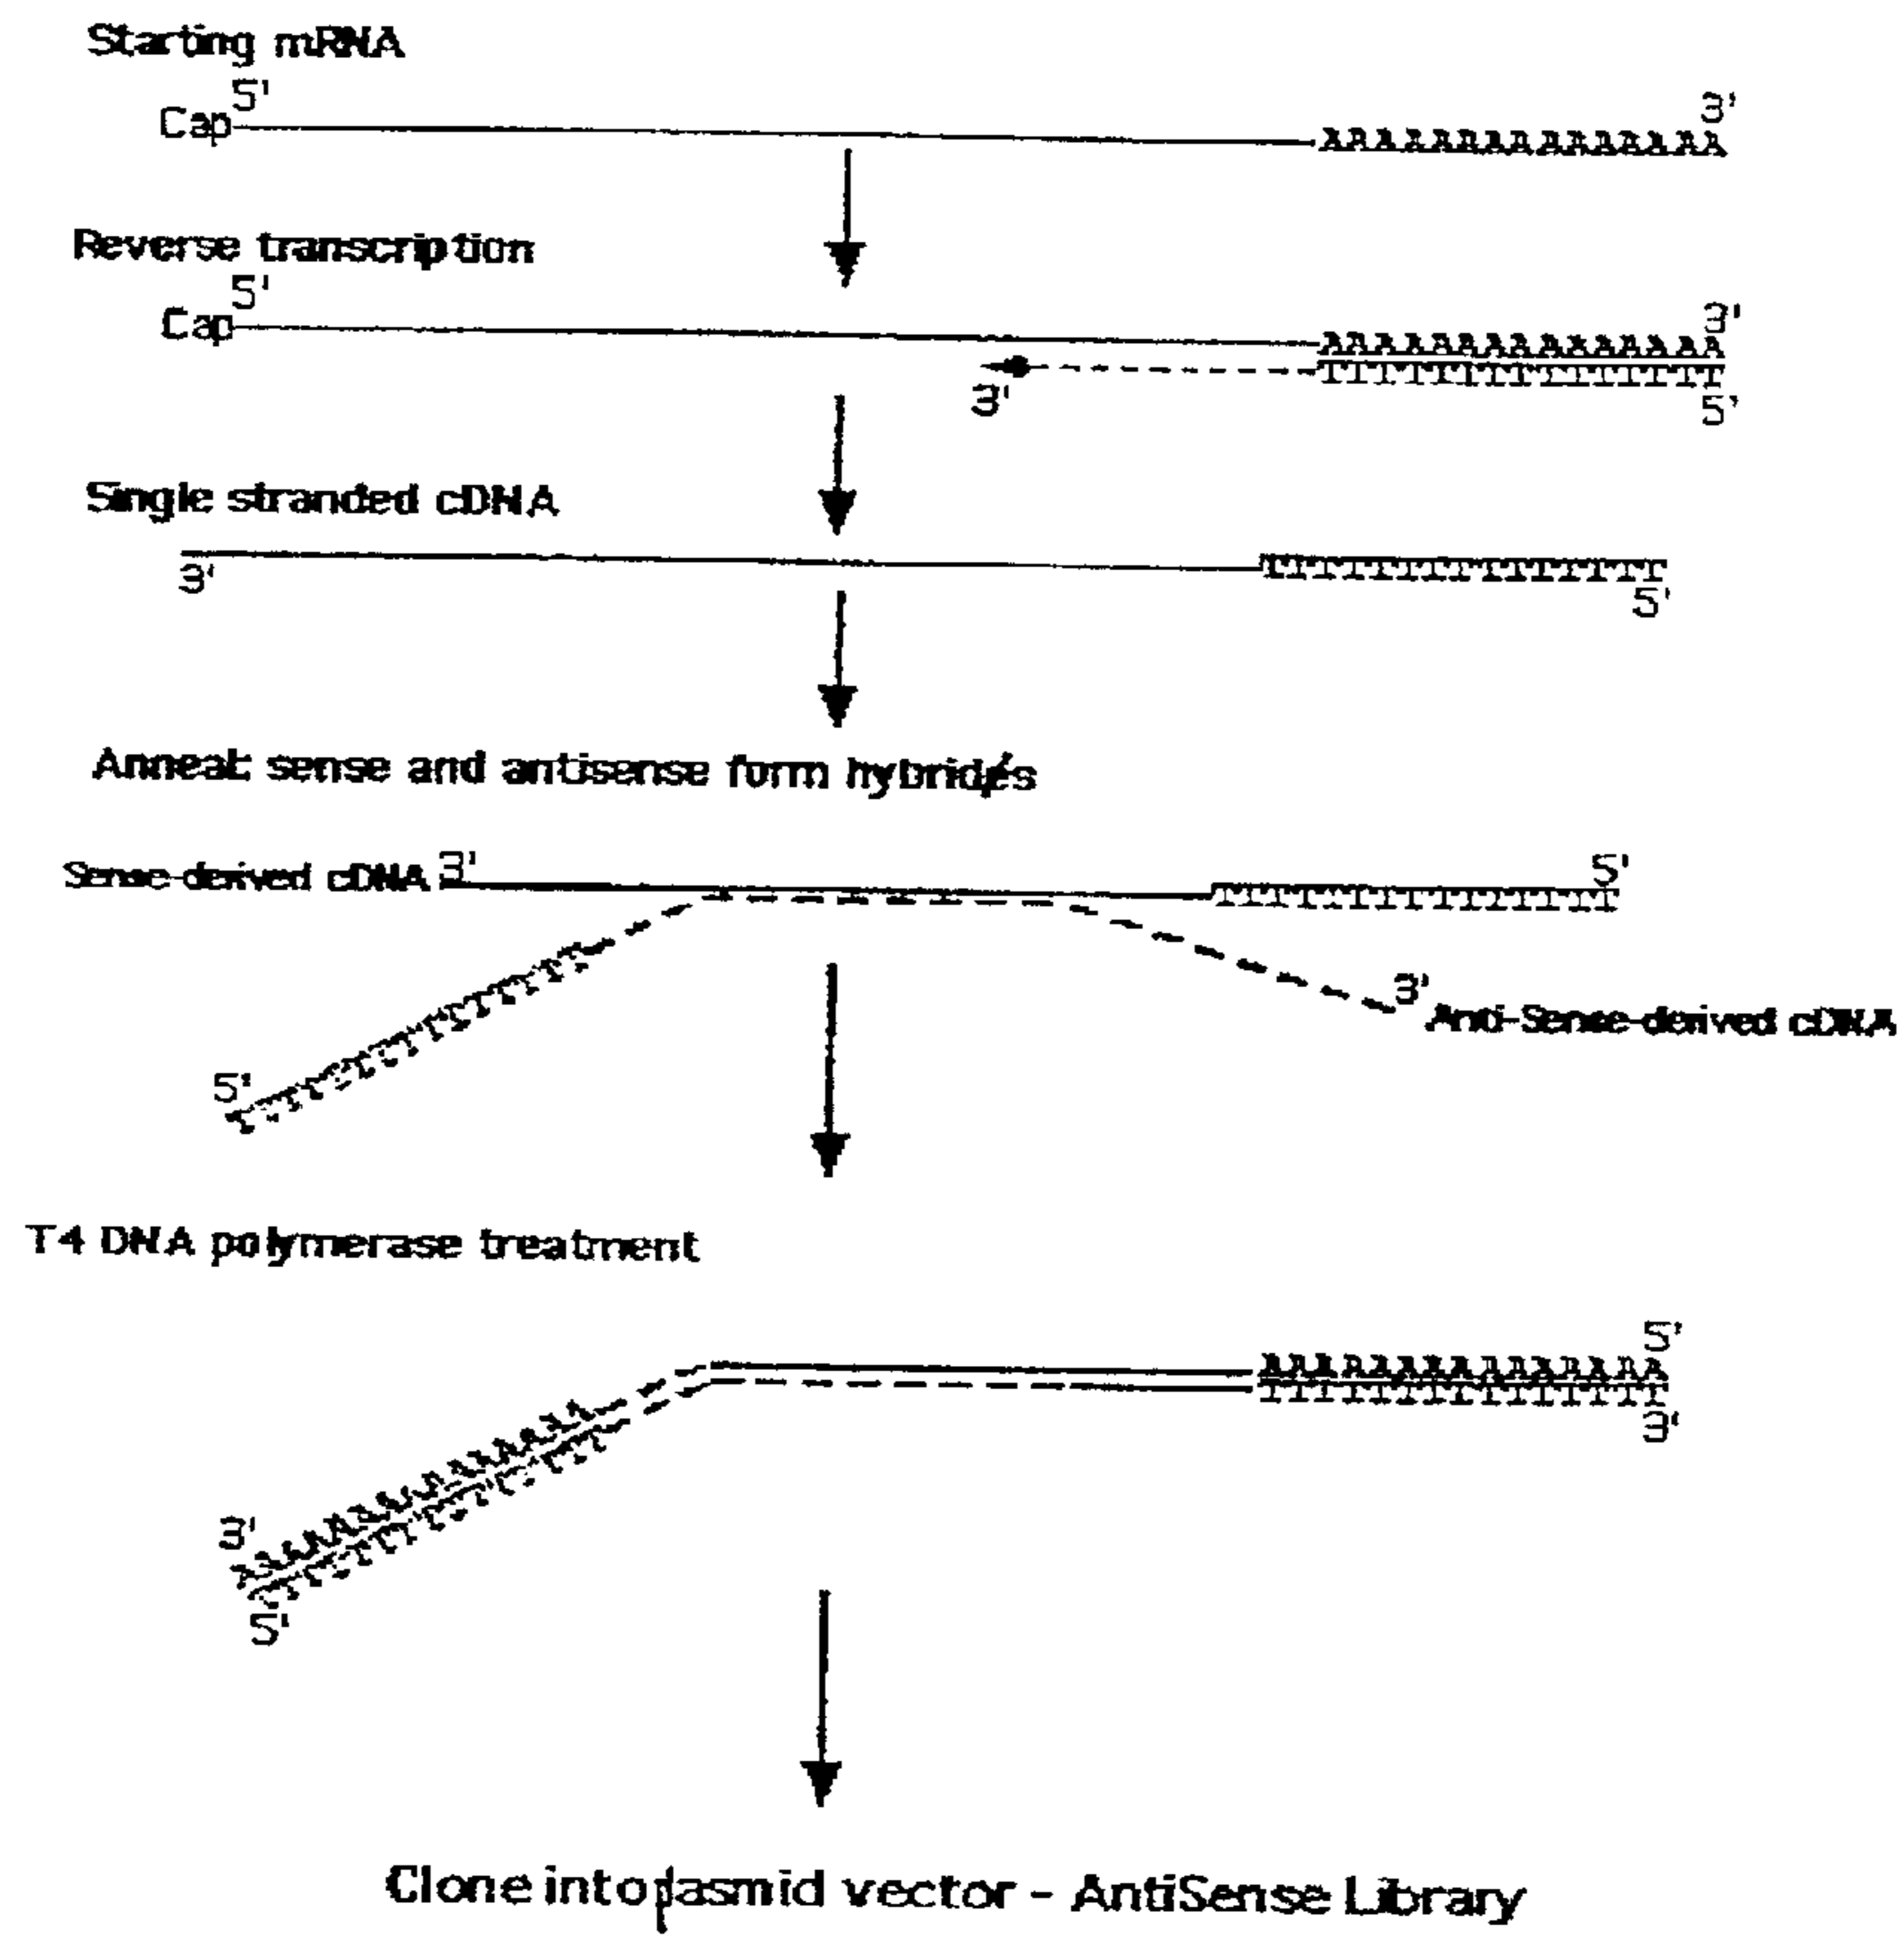 Starting mRNA
5'
3'
Cap
AAAAAAAAAAAAAAA
Reverse transcription
5'
3'
Cap
AAAAAAAAAAAAAAA
TTTTTTTTTTTTTTT
3'
5'
Single stranded cDNA
TTTTTTTTTTTTTTT
3'
5'
Anneal sense and antisense form hybrids
Sense-derived cDNA 3'
5'
TTTTTTTTTTTTTTT
3'
Anti-Sense-derived cDNA
5'
T4 DNA polymerase treatment
5'
AAAAAAAAAAAAAAA
TTTTTTTTTTTTTTT
3'
3'
5'
Clone into plasmid vector - AntiSense Library